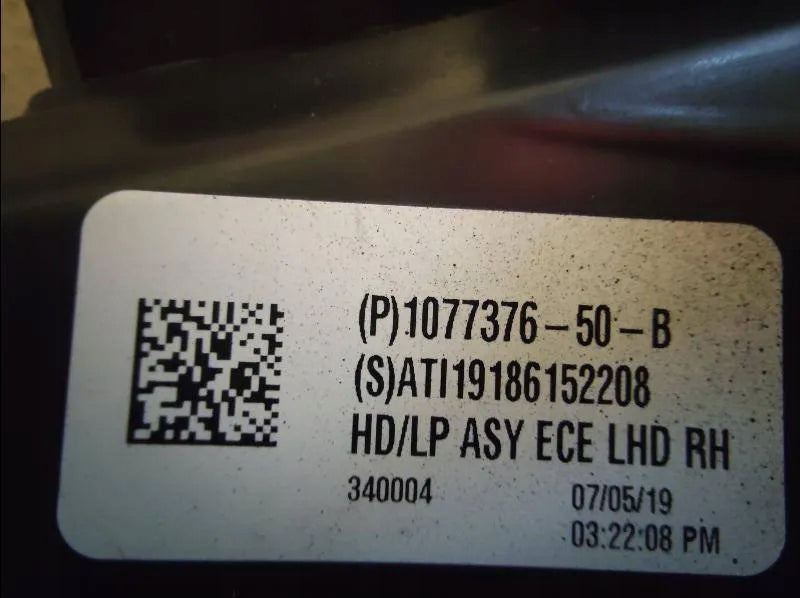 (P)1077376-50-B
(S)ATI19186152208
HD/LP ASY ECE LHD RH
340004 07/05/19
03:22:08 PM